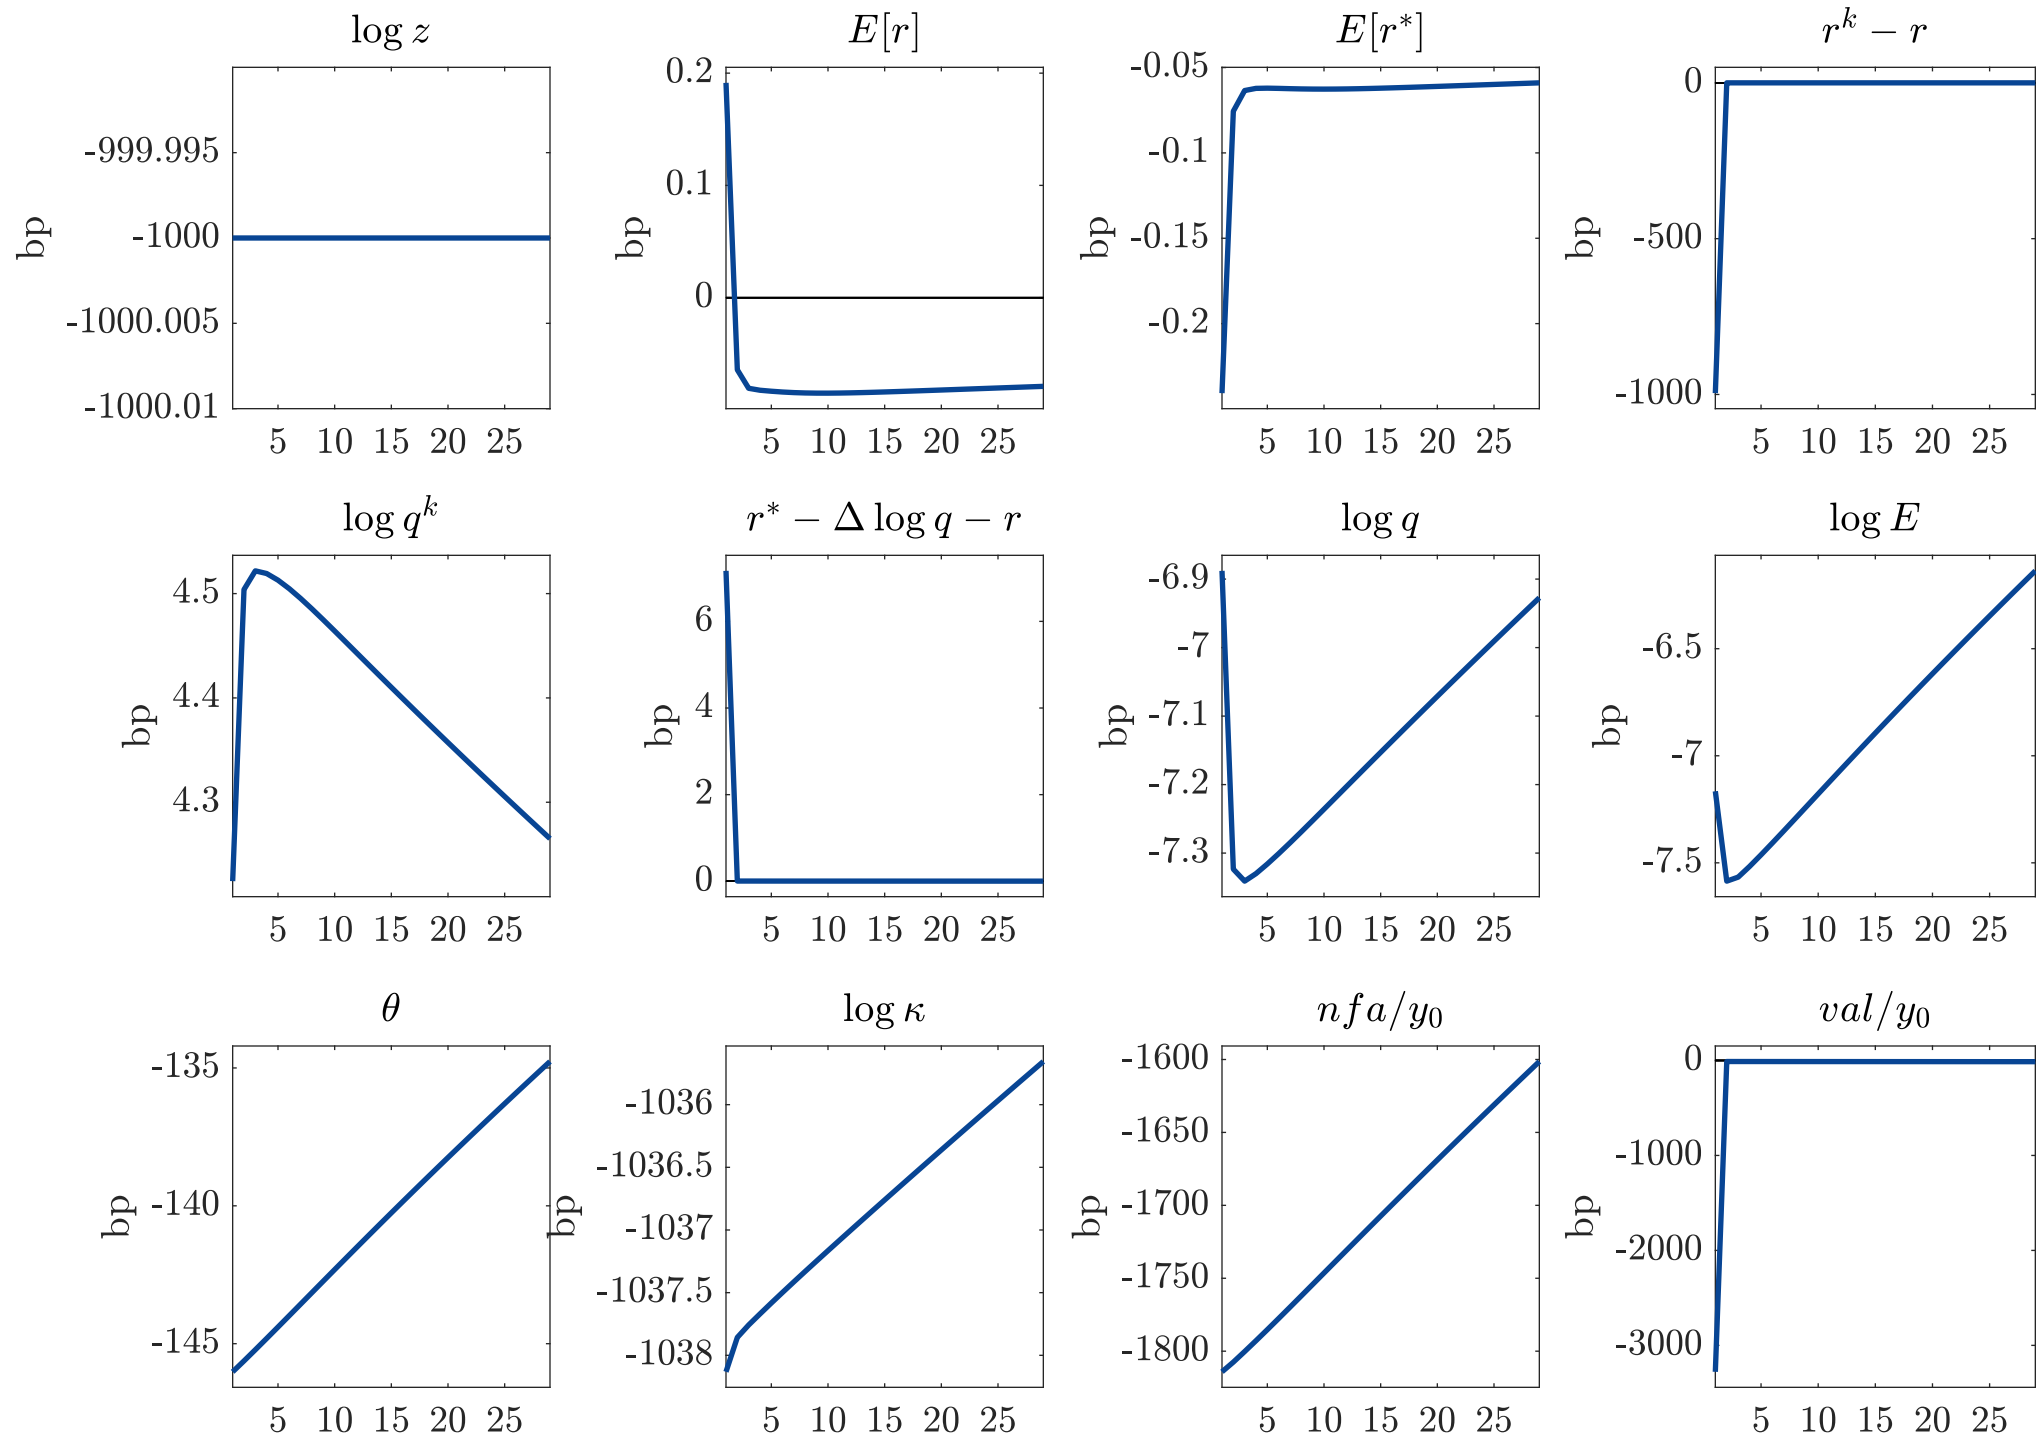 log z
E[r]
E[r*]
r^k − r
bp
-999.995
-1000
-1000.005
-1000.01
5 10 15 20 25
bp
0.2
0.1
0
5 10 15 20 25
bp
-0.05
-0.1
-0.15
-0.2
5 10 15 20 25
bp
0
-500
-1000
5 10 15 20 25
log q^k
r* − Δ log q − r
log q
log E
bp
4.5
4.4
4.3
5 10 15 20 25
bp
6
4
2
0
5 10 15 20 25
bp
-6.9
-7
-7.1
-7.2
-7.3
5 10 15 20 25
bp
-6.5
-7
-7.5
5 10 15 20 25
θ
log κ
nfa/y₀
val/y₀
bp
-135
-140
-145
5 10 15 20 25
bp
-1036
-1036.5
-1037
-1037.5
-1038
5 10 15 20 25
bp
-1600
-1650
-1700
-1750
-1800
5 10 15 20 25
bp
0
-1000
-2000
-3000
5 10 15 20 25